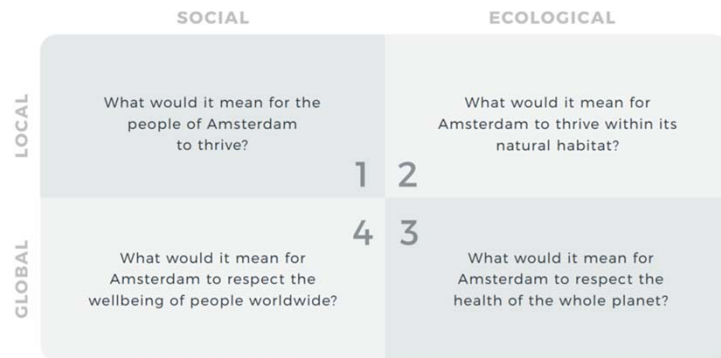 SOCIAL
ECOLOGICAL
LOCAL
What would it mean for the
people of Amsterdam
to thrive?
1
What would it mean for
Amsterdam to thrive within its
natural habitat?
2
GLOBAL
What would it mean for
Amsterdam to respect the
wellbeing of people worldwide?
4
What would it mean for
Amsterdam to respect the
health of the whole planet?
3